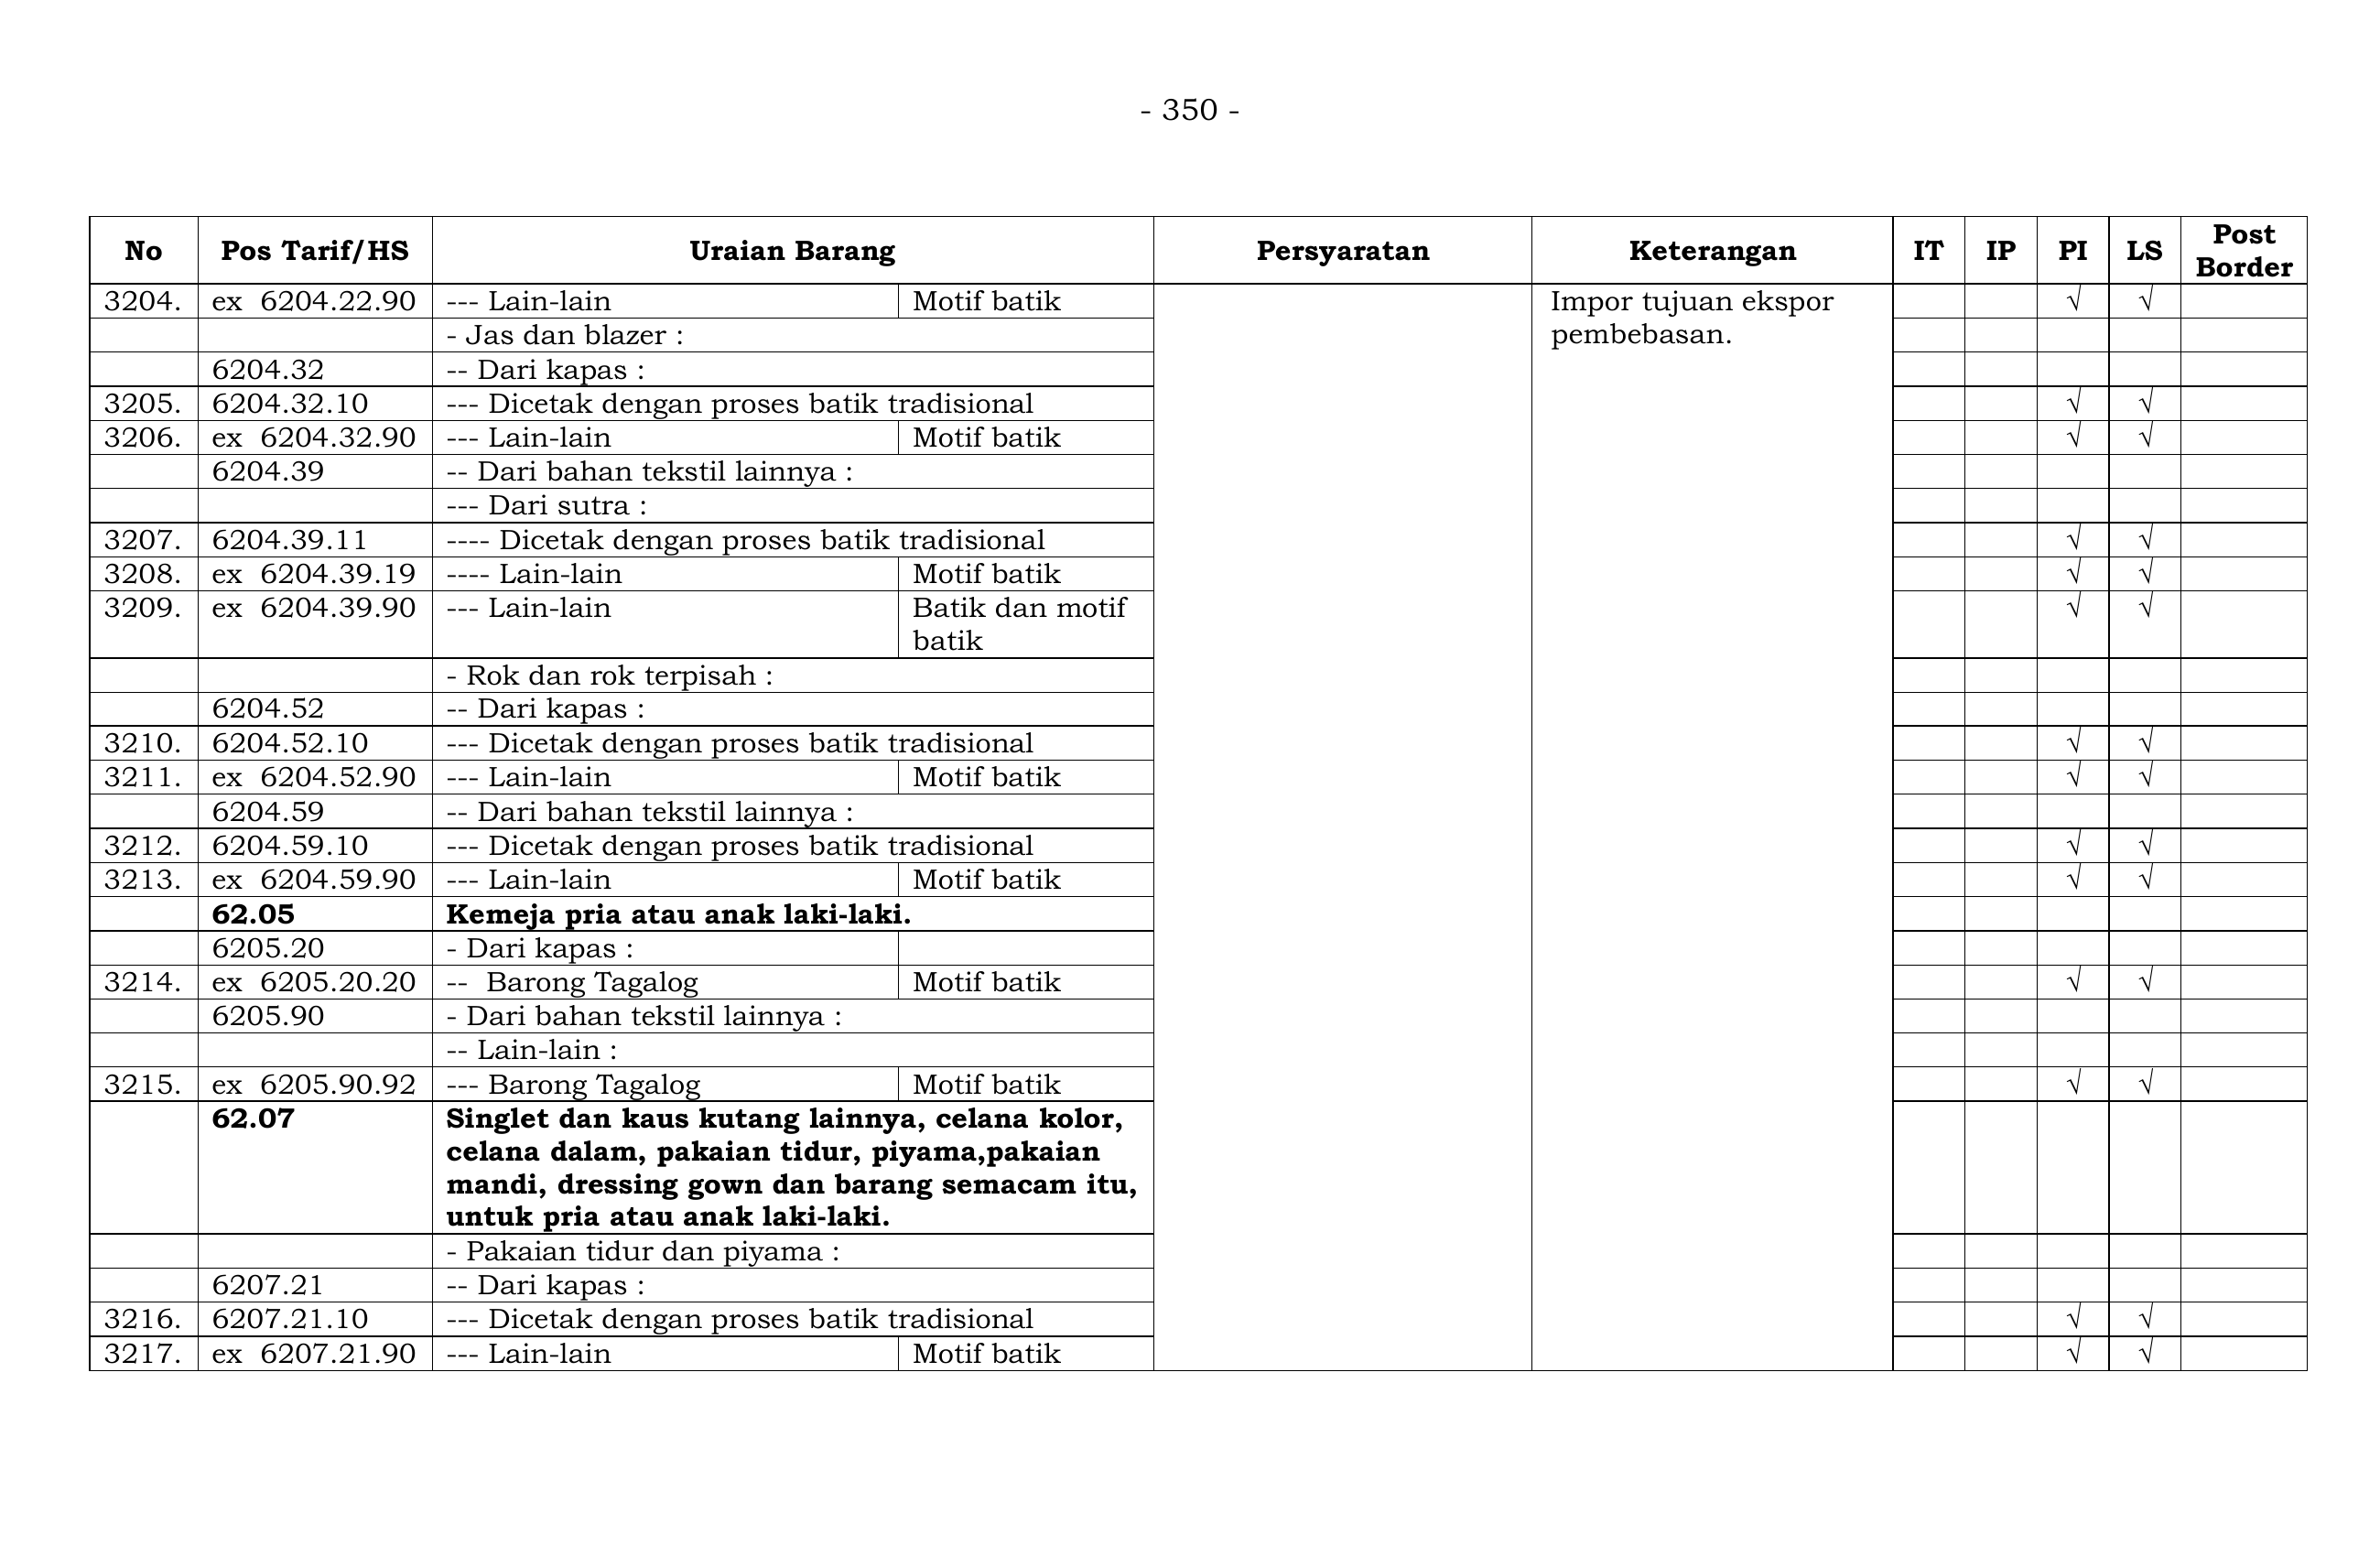 - 350 -
No Pos Tarif/HS Uraian Barang Persyaratan Keterangan IT IP PI LS Post Border
3204. ex 6204.22.90 --- Lain-lain Motif batik Impor tujuan ekspor √ √
- Jas dan blazer : pembebasan.
6204.32 -- Dari kapas :
3205. 6204.32.10 --- Dicetak dengan proses batik tradisional √ √
3206. ex 6204.32.90 --- Lain-lain Motif batik √ √
6204.39 -- Dari bahan tekstil lainnya :
--- Dari sutra :
3207. 6204.39.11 ---- Dicetak dengan proses batik tradisional √ √
3208. ex 6204.39.19 ---- Lain-lain Motif batik √ √
3209. ex 6204.39.90 --- Lain-lain Batik dan motif √ √
batik
- Rok dan rok terpisah :
6204.52 -- Dari kapas :
3210. 6204.52.10 --- Dicetak dengan proses batik tradisional √ √
3211. ex 6204.52.90 --- Lain-lain Motif batik √ √
6204.59 -- Dari bahan tekstil lainnya :
3212. 6204.59.10 --- Dicetak dengan proses batik tradisional √ √
3213. ex 6204.59.90 --- Lain-lain Motif batik √ √
62.05 Kemeja pria atau anak laki-laki.
6205.20 - Dari kapas :
3214. ex 6205.20.20 -- Barong Tagalog Motif batik √ √
6205.90 - Dari bahan tekstil lainnya :
-- Lain-lain :
3215. ex 6205.90.92 --- Barong Tagalog Motif batik √ √
62.07 Singlet dan kaus kutang lainnya, celana kolor,
celana dalam, pakaian tidur, piyama,pakaian
mandi, dressing gown dan barang semacam itu,
untuk pria atau anak laki-laki.
- Pakaian tidur dan piyama :
6207.21 -- Dari kapas :
3216. 6207.21.10 --- Dicetak dengan proses batik tradisional √ √
3217. ex 6207.21.90 --- Lain-lain Motif batik √ √